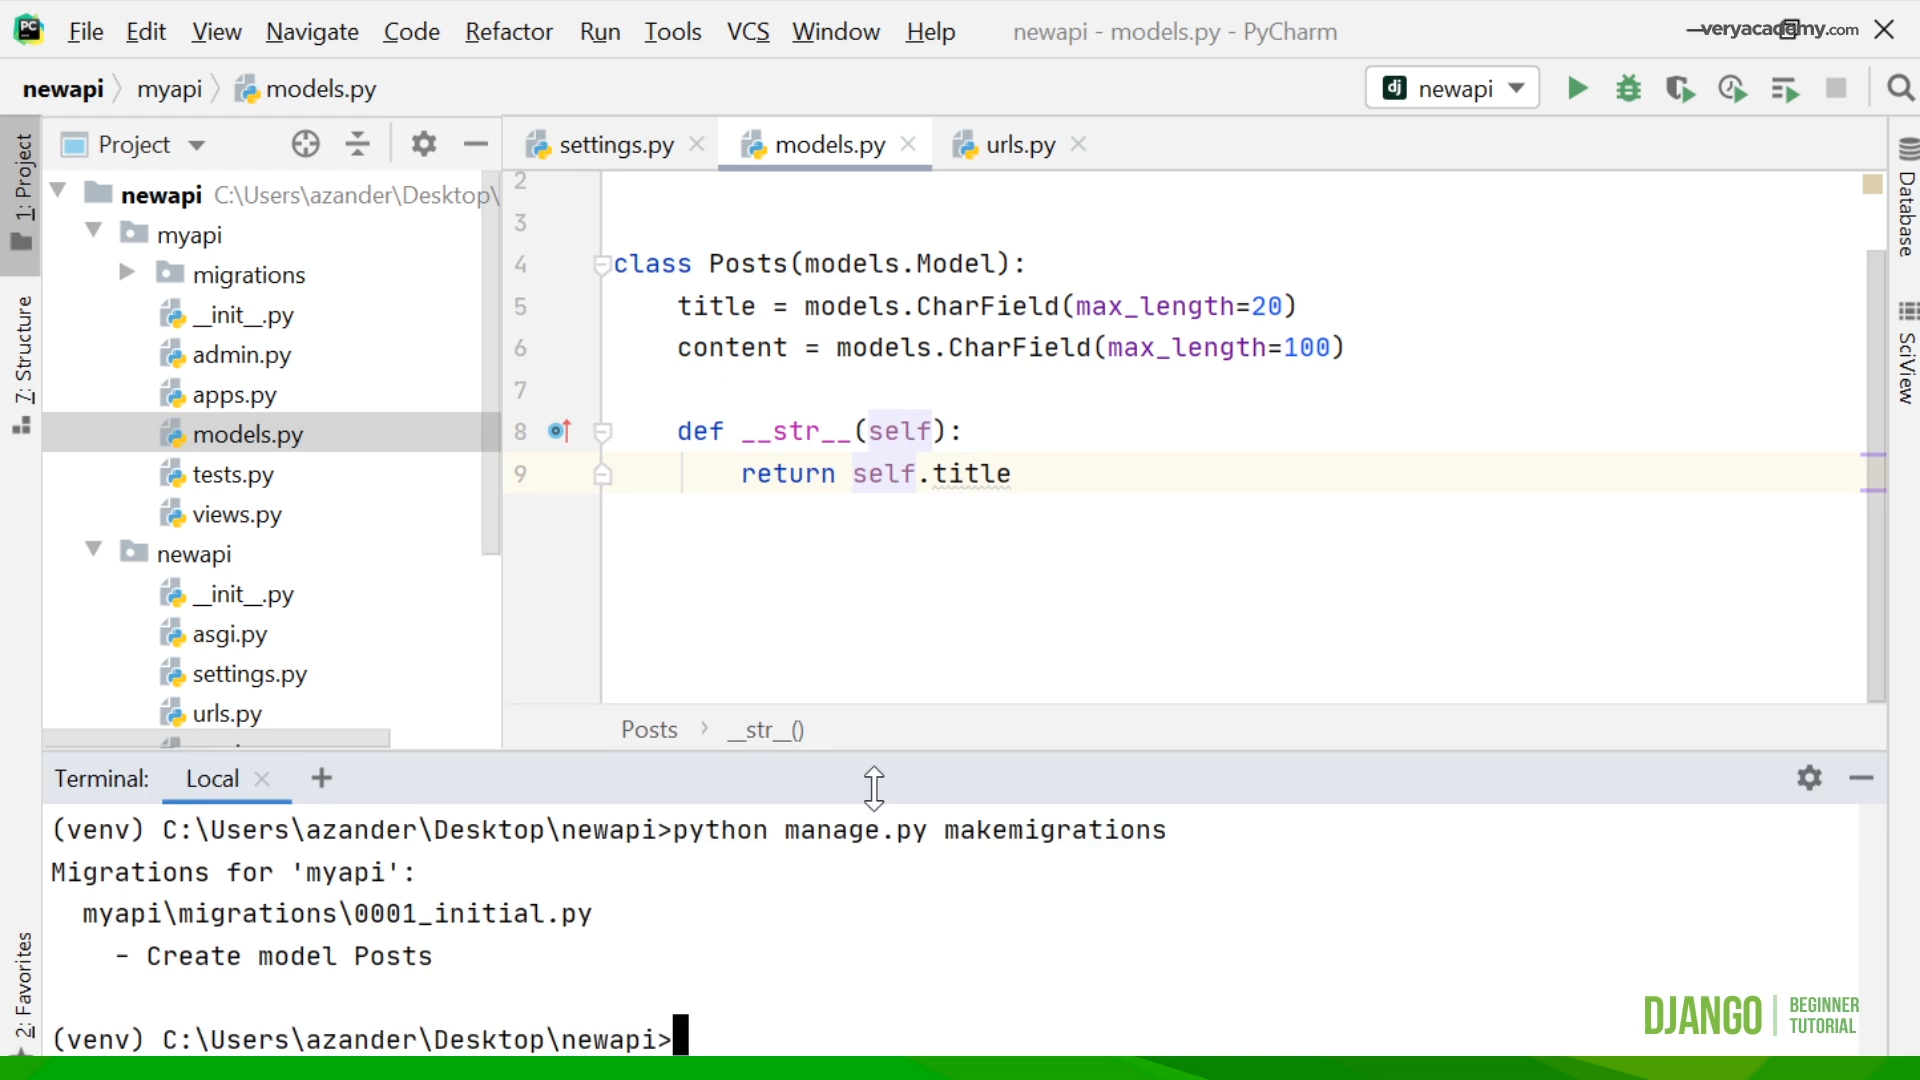 File Edit View Navigate Code Refactor Run Tools VCS Window Help newapi - models.py - PyCharm
veryacademy.com
newapi myapi models.py
newapi
1: Project
Project
settings.py models.py urls.py
newapi C:\Users\azander\Desktop\
myapi
migrations
__init__.py
admin.py
apps.py
models.py
tests.py
views.py
newapi
__init__.py
asgi.py
settings.py
urls.py
7: Structure
2: Favorites
2
3
4 class Posts(models.Model):
5 title = models.CharField(max_length=20)
6 content = models.CharField(max_length=100)
7
8 def __str__(self):
9 return self.title
Posts › __str__()
Database
SciView
Terminal: Local +
(venv) C:\Users\azander\Desktop\newapi>python manage.py makemigrations
Migrations for 'myapi':
myapi\migrations\0001_initial.py
- Create model Posts
(venv) C:\Users\azander\Desktop\newapi>
DJANGO
BEGINNER
TUTORIAL